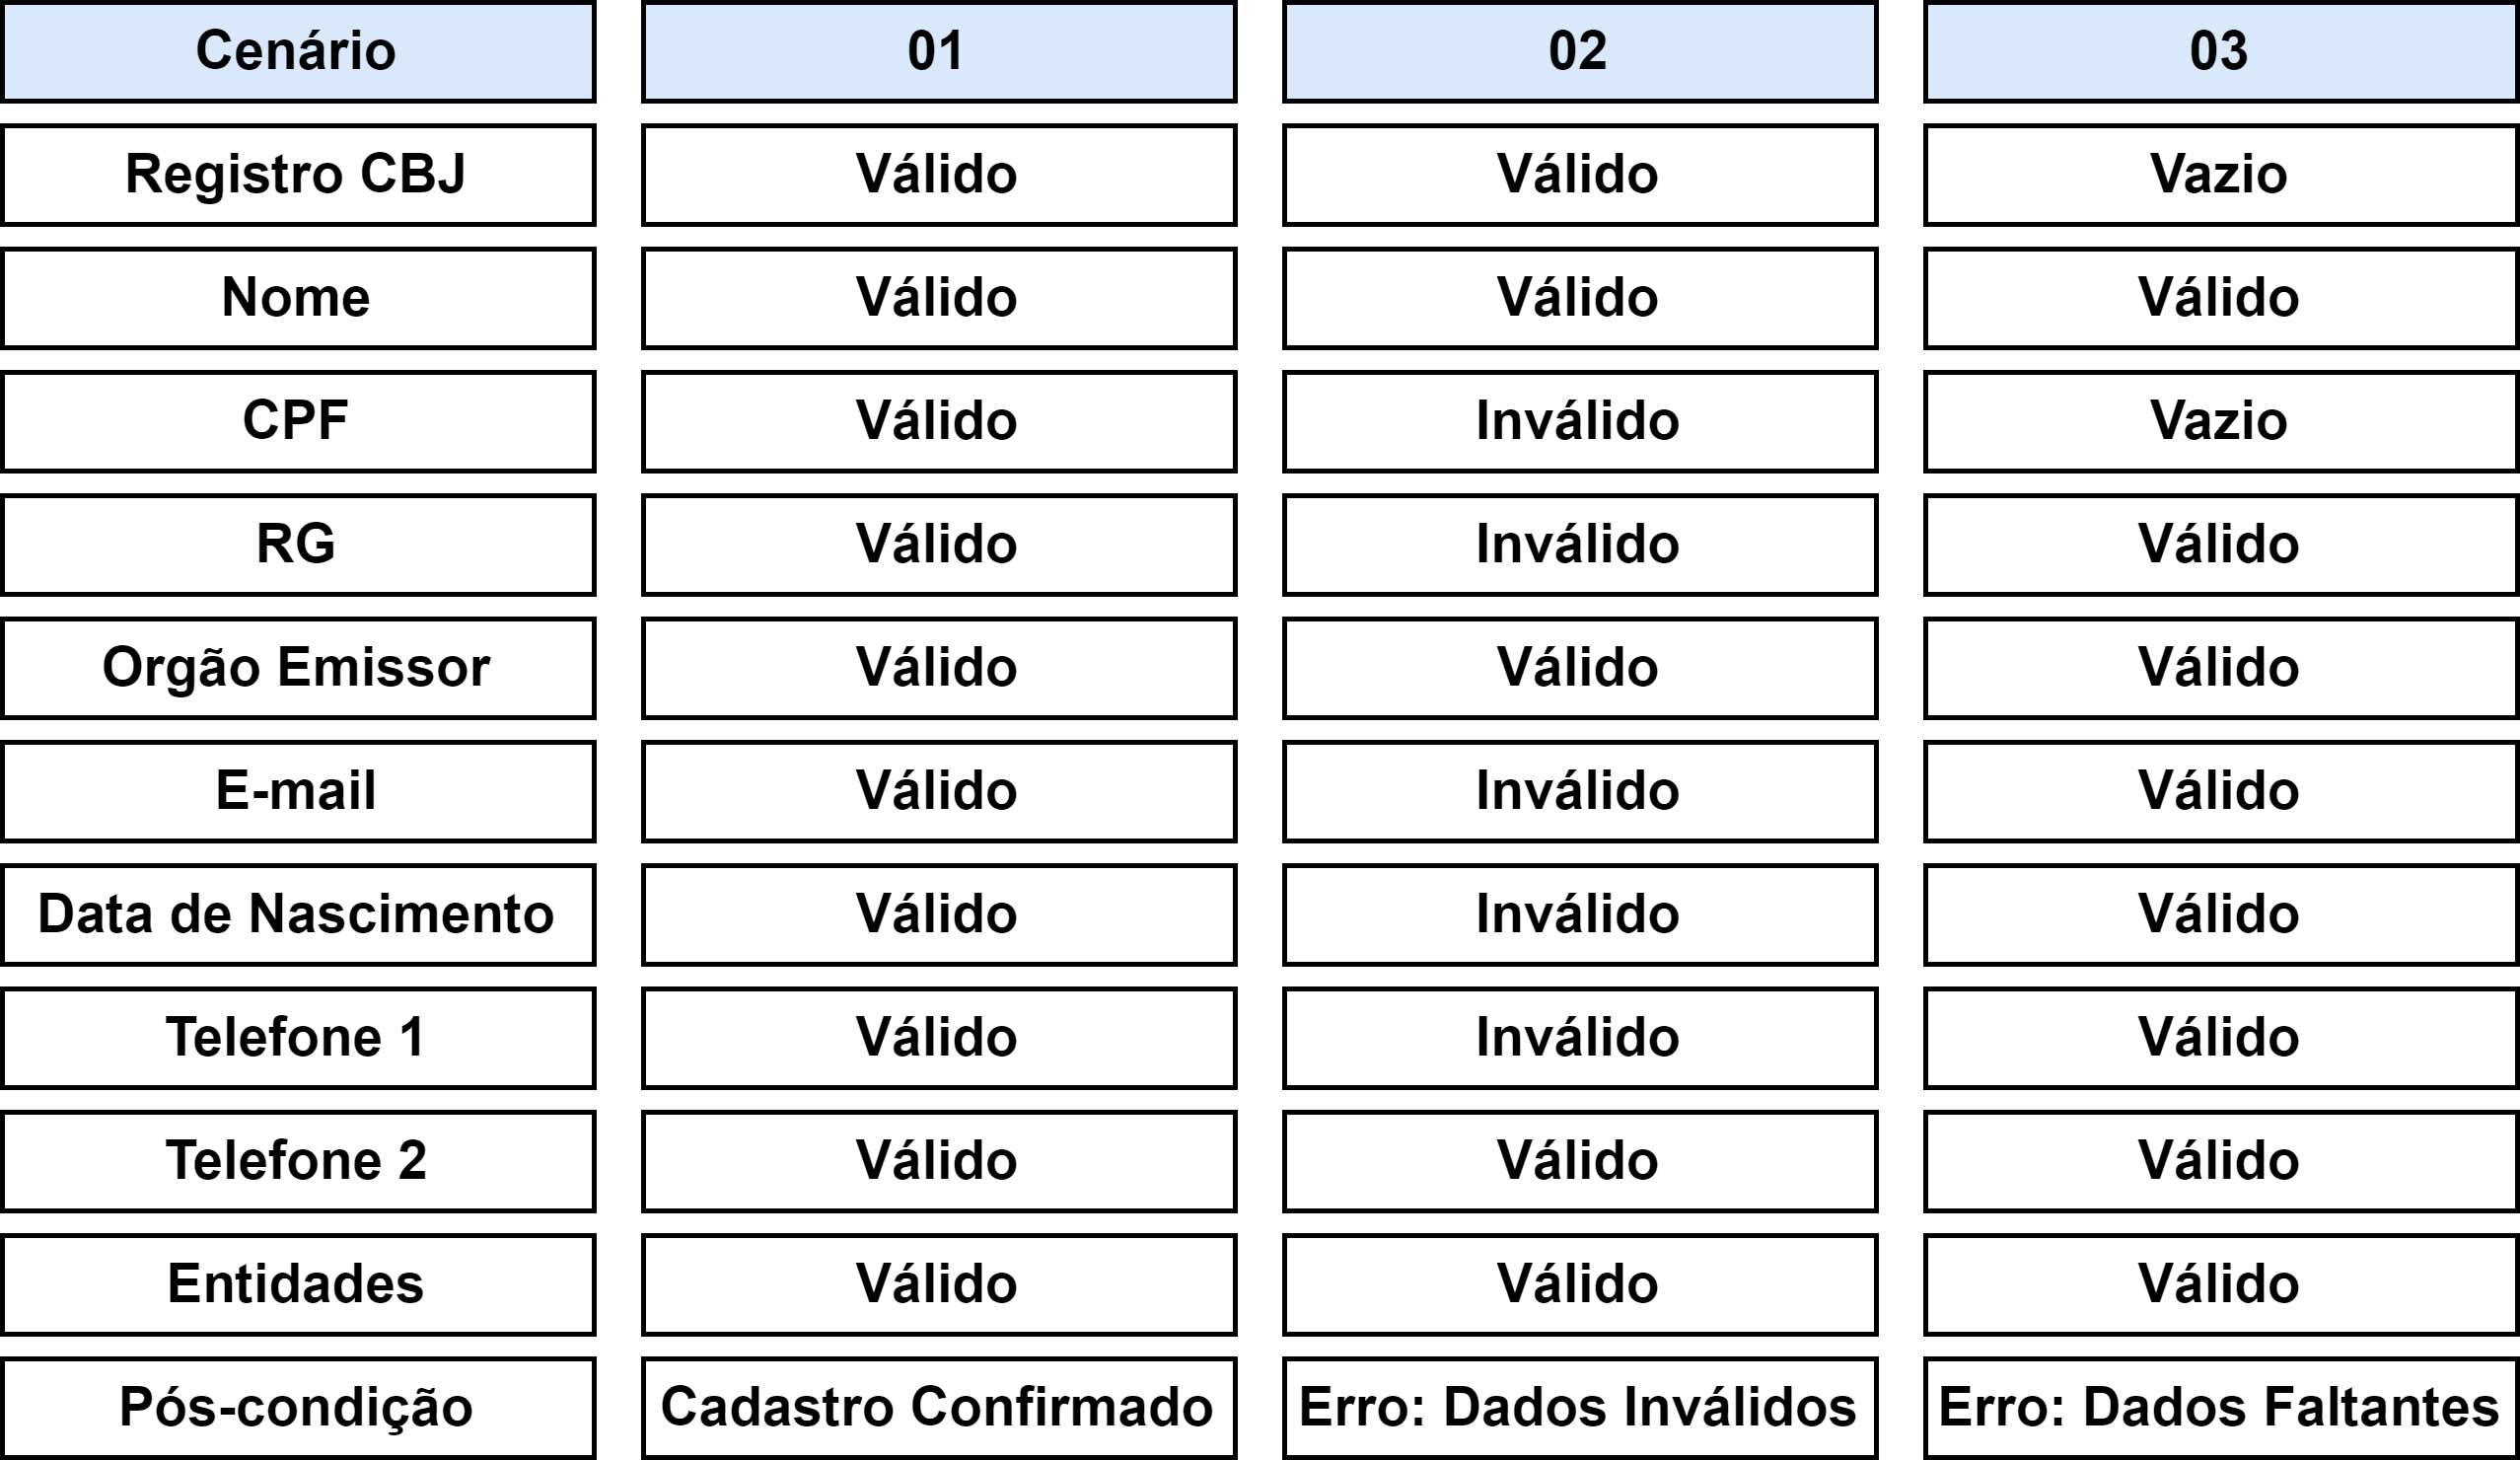 Cenário 01 02 03
Registro CBJ Válido Válido Vazio
Nome Válido Válido Válido
CPF Válido Inválido Vazio
RG Válido Inválido Válido
Orgão Emissor Válido Válido Válido
E-mail Válido Inválido Válido
Data de Nascimento Válido Inválido Válido
Telefone 1 Válido Inválido Válido
Telefone 2 Válido Válido Válido
Entidades Válido Válido Válido
Pós-condição Cadastro Confirmado Erro: Dados Inválidos Erro: Dados Faltantes